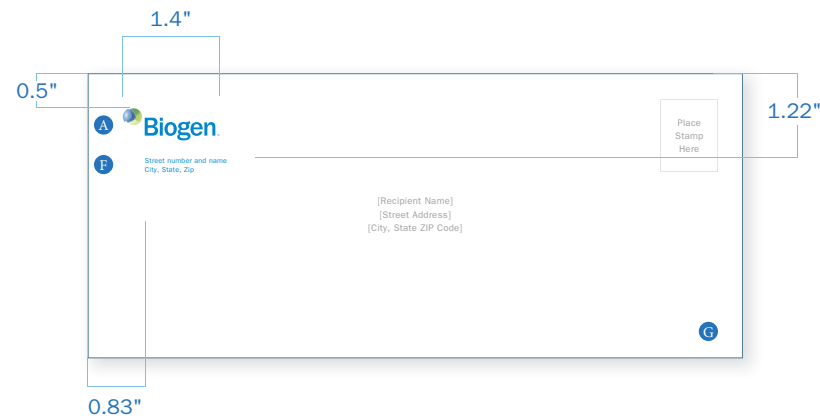 1.4"
0.5"
1.22"
A
Biogen.
Place
Stamp
Here
F
Street number and name
City, State, Zip
[Recipient Name]
[Street Address]
[City, State ZIP Code]
G
0.83"